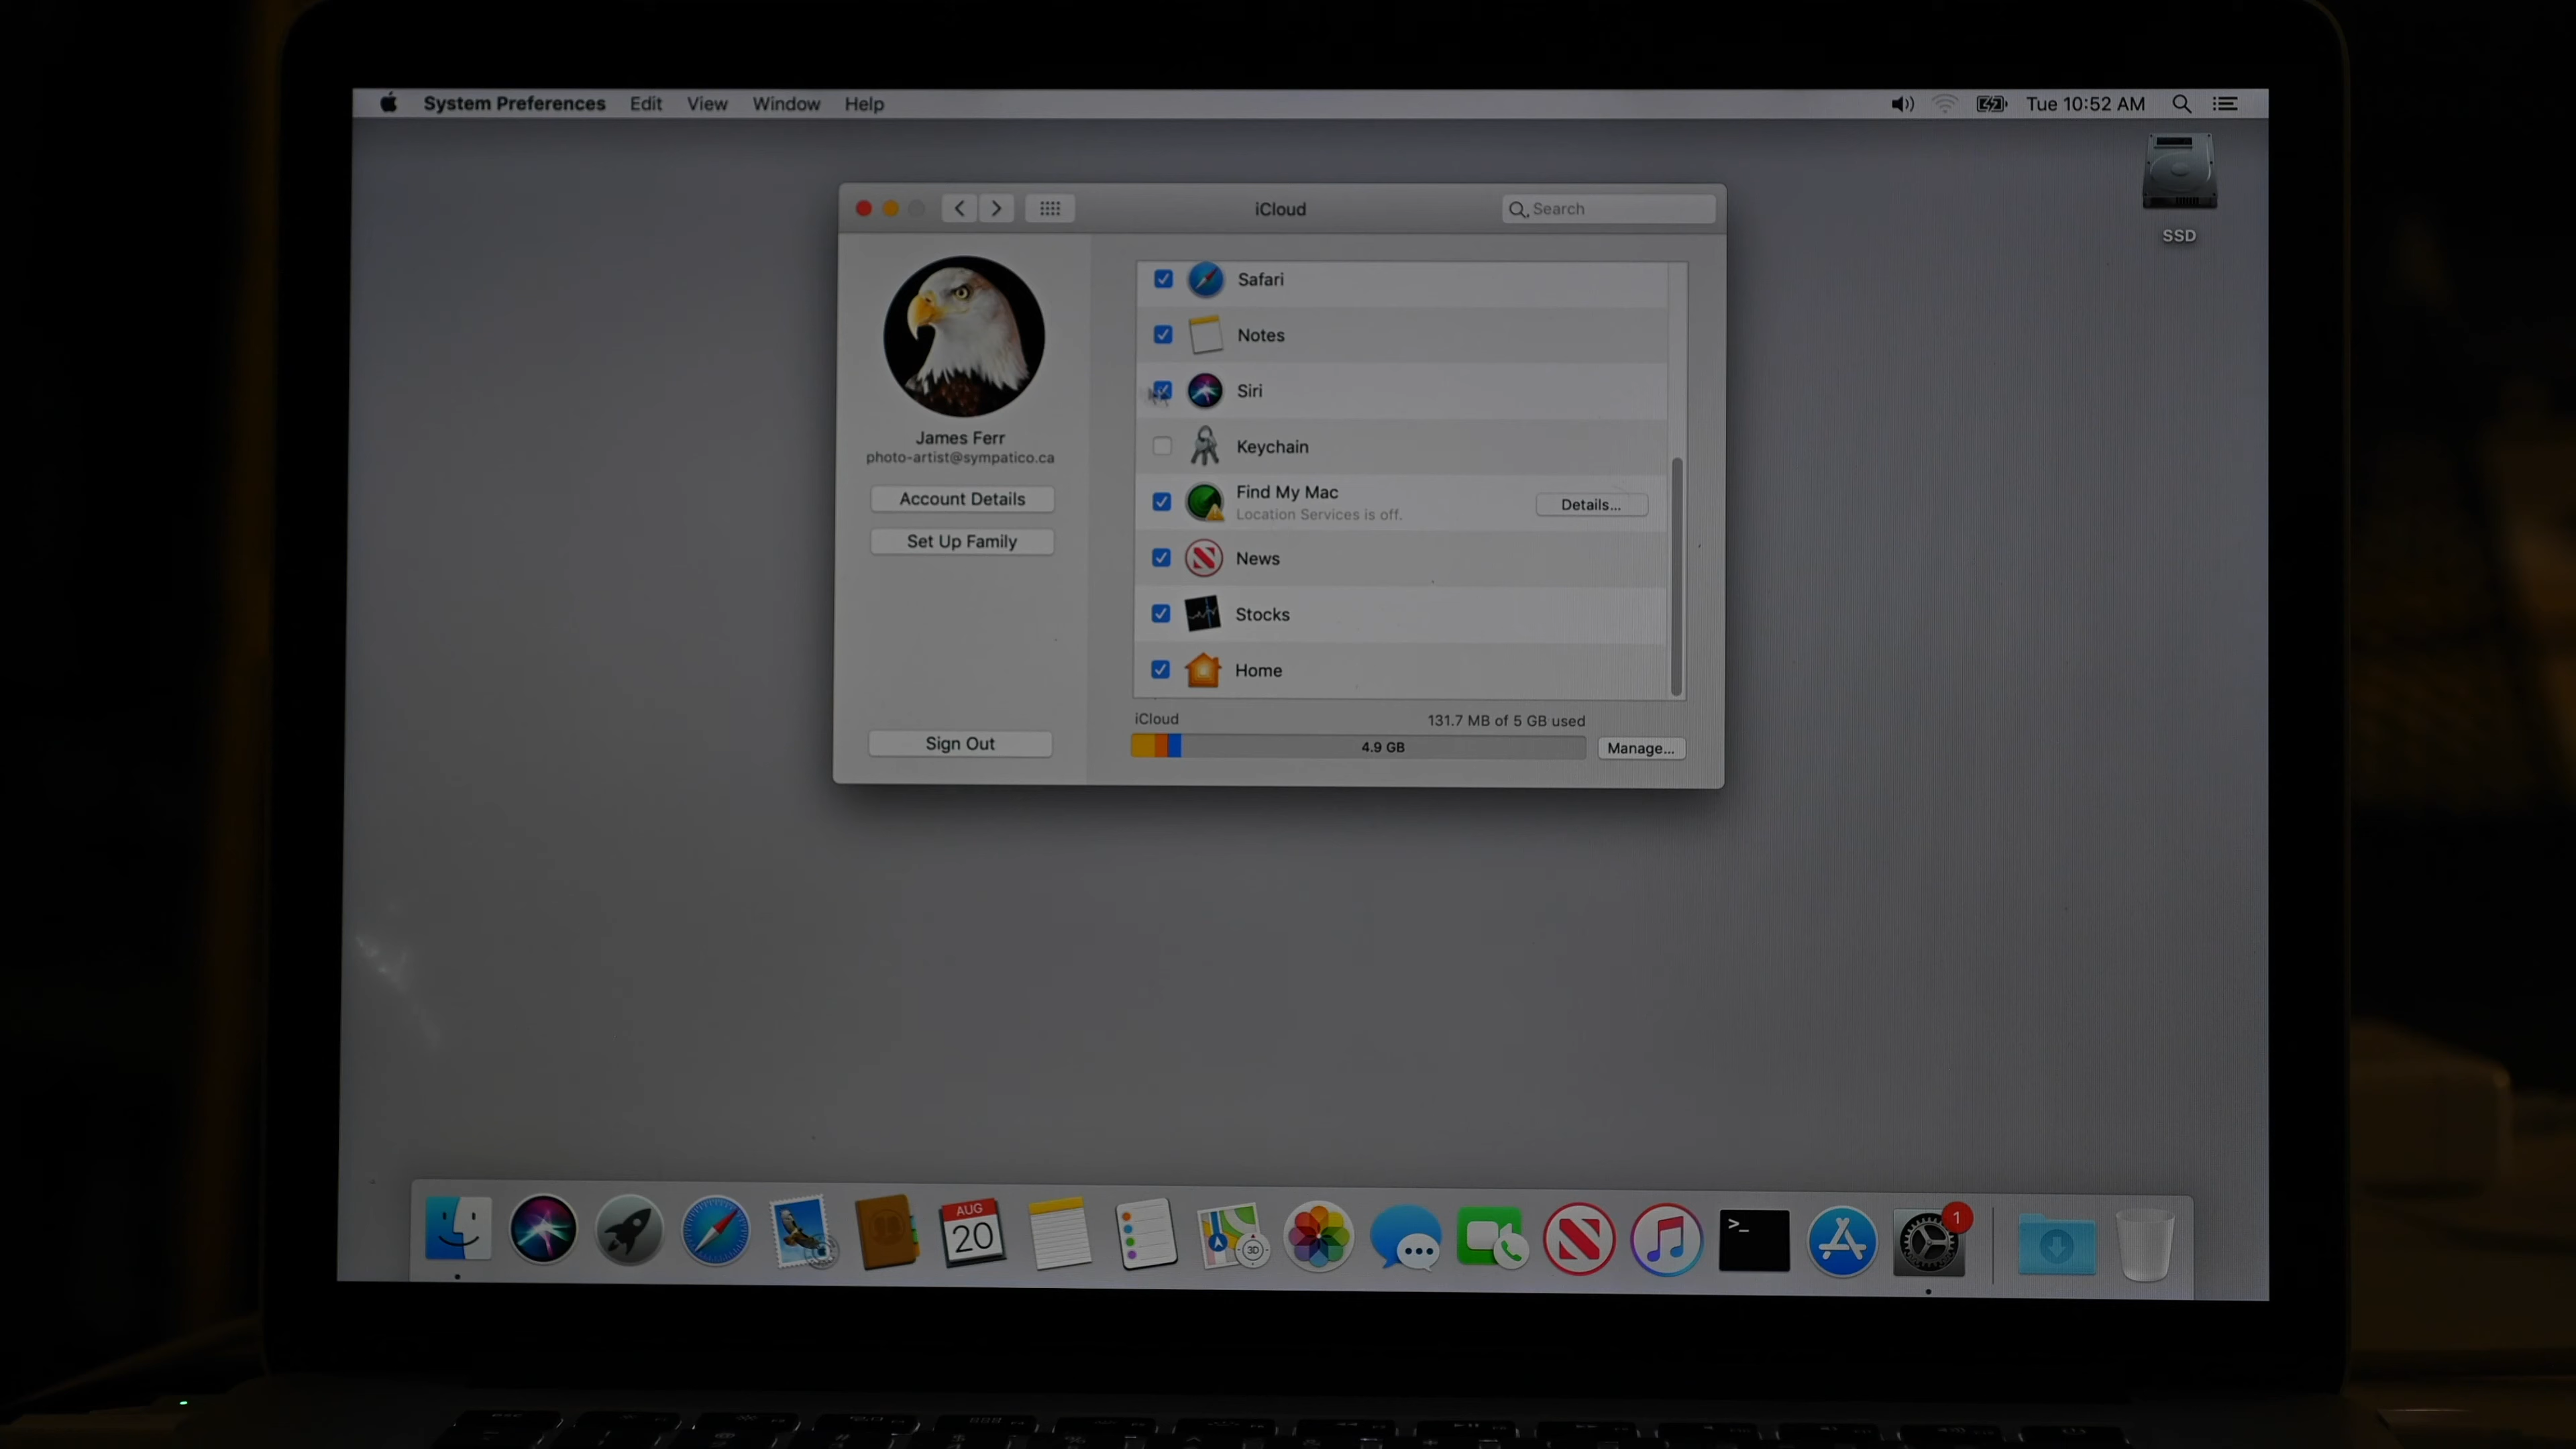 System Preferences Edit View Window Help
Tue 10:52 AM
SSD
iCloud
Search
James Ferr
photo-artist@sympatico.ca
Account Details
Set Up Family
Sign Out
Safari
Notes
Siri
Keychain
Find My Mac
Location Services is off.
Details...
News
Stocks
Home
iCloud
131.7 MB of 5 GB used
4.9 GB
Manage...
AUG
20
3D
>_
1